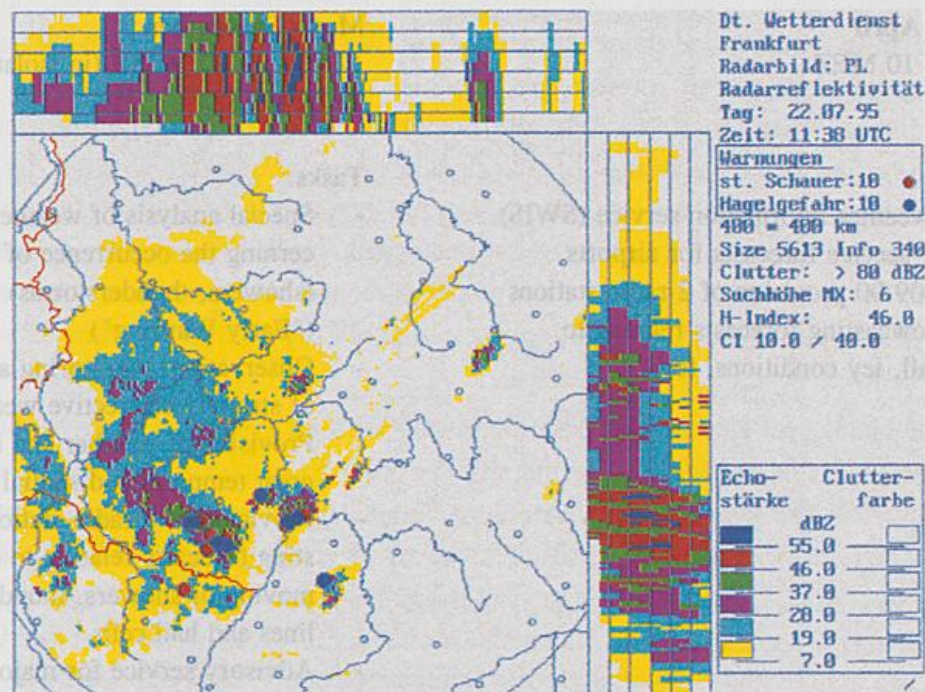 Dt. Wetterdienst
Frankfurt
Radarbild: PL
Radarreflektivität
Tag: 22.07.95
Zeit: 11:38 UTC
Warnungen
st. Schauer:10
Hagelgefahr:10
400 * 400 km
Size 5613 Info 340
Clutter: > 80 dBZ
Suchhöhe MX: 6
H-Index: 46.0
CI 10.0 / 40.0
Echo- Clutter-
stärke farbe
dBZ
55.0
46.0
37.0
28.0
19.0
7.0